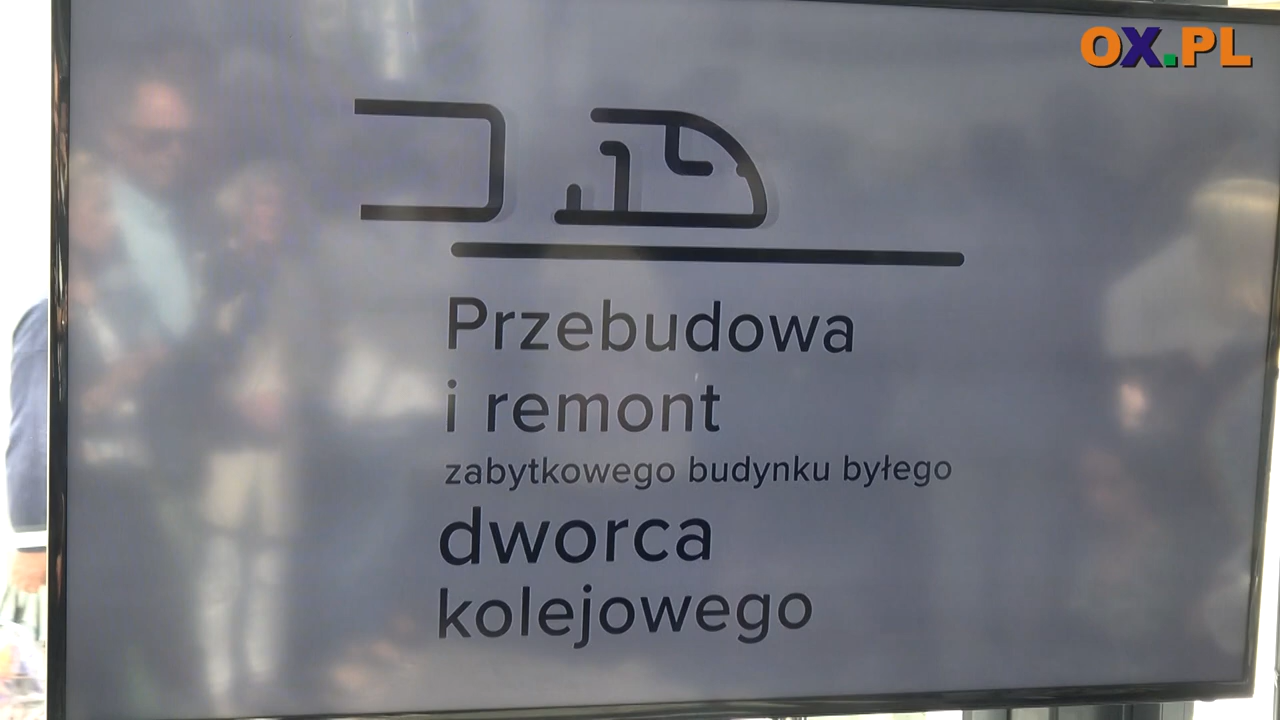 OX.PL
Przebudowa
i remont
zabytkowego budynku byłego
dworca
kolejowego